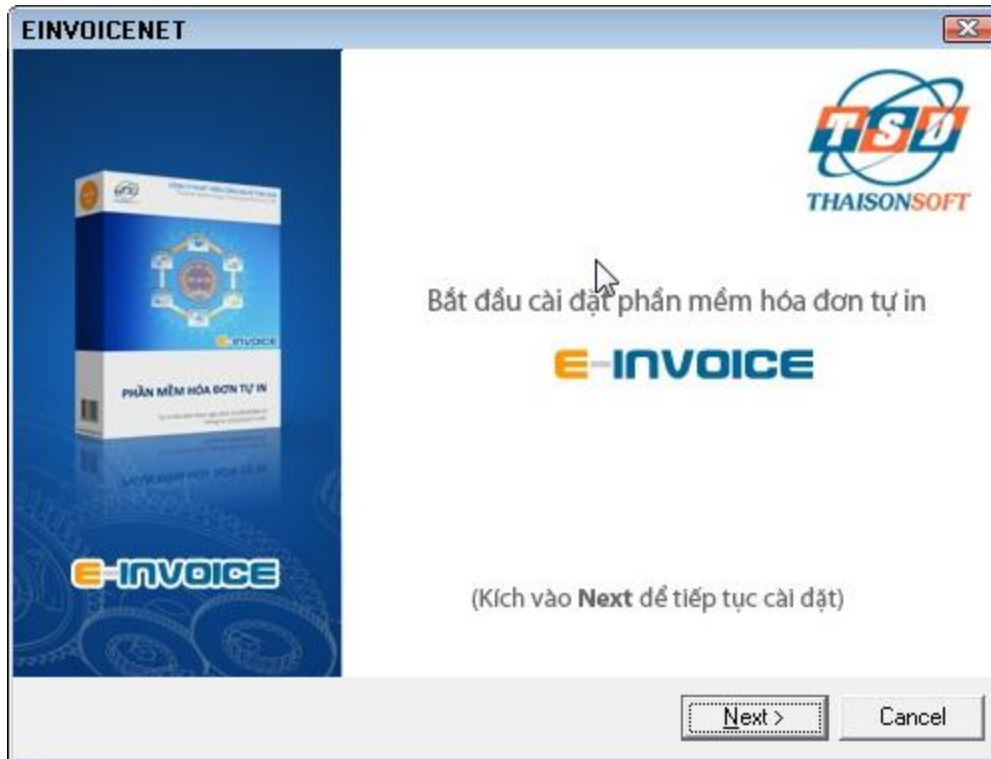 EINVOICENET
TSD
THAISONSOFT
Bắt đầu cài đặt phần mềm hóa đơn tự in
E-INVOICE
E-INVOICE
PHẦN MỀM HÓA ĐƠN TỰ IN
E-INVOICE
(Kích vào Next để tiếp tục cài đặt)
Next >
Cancel